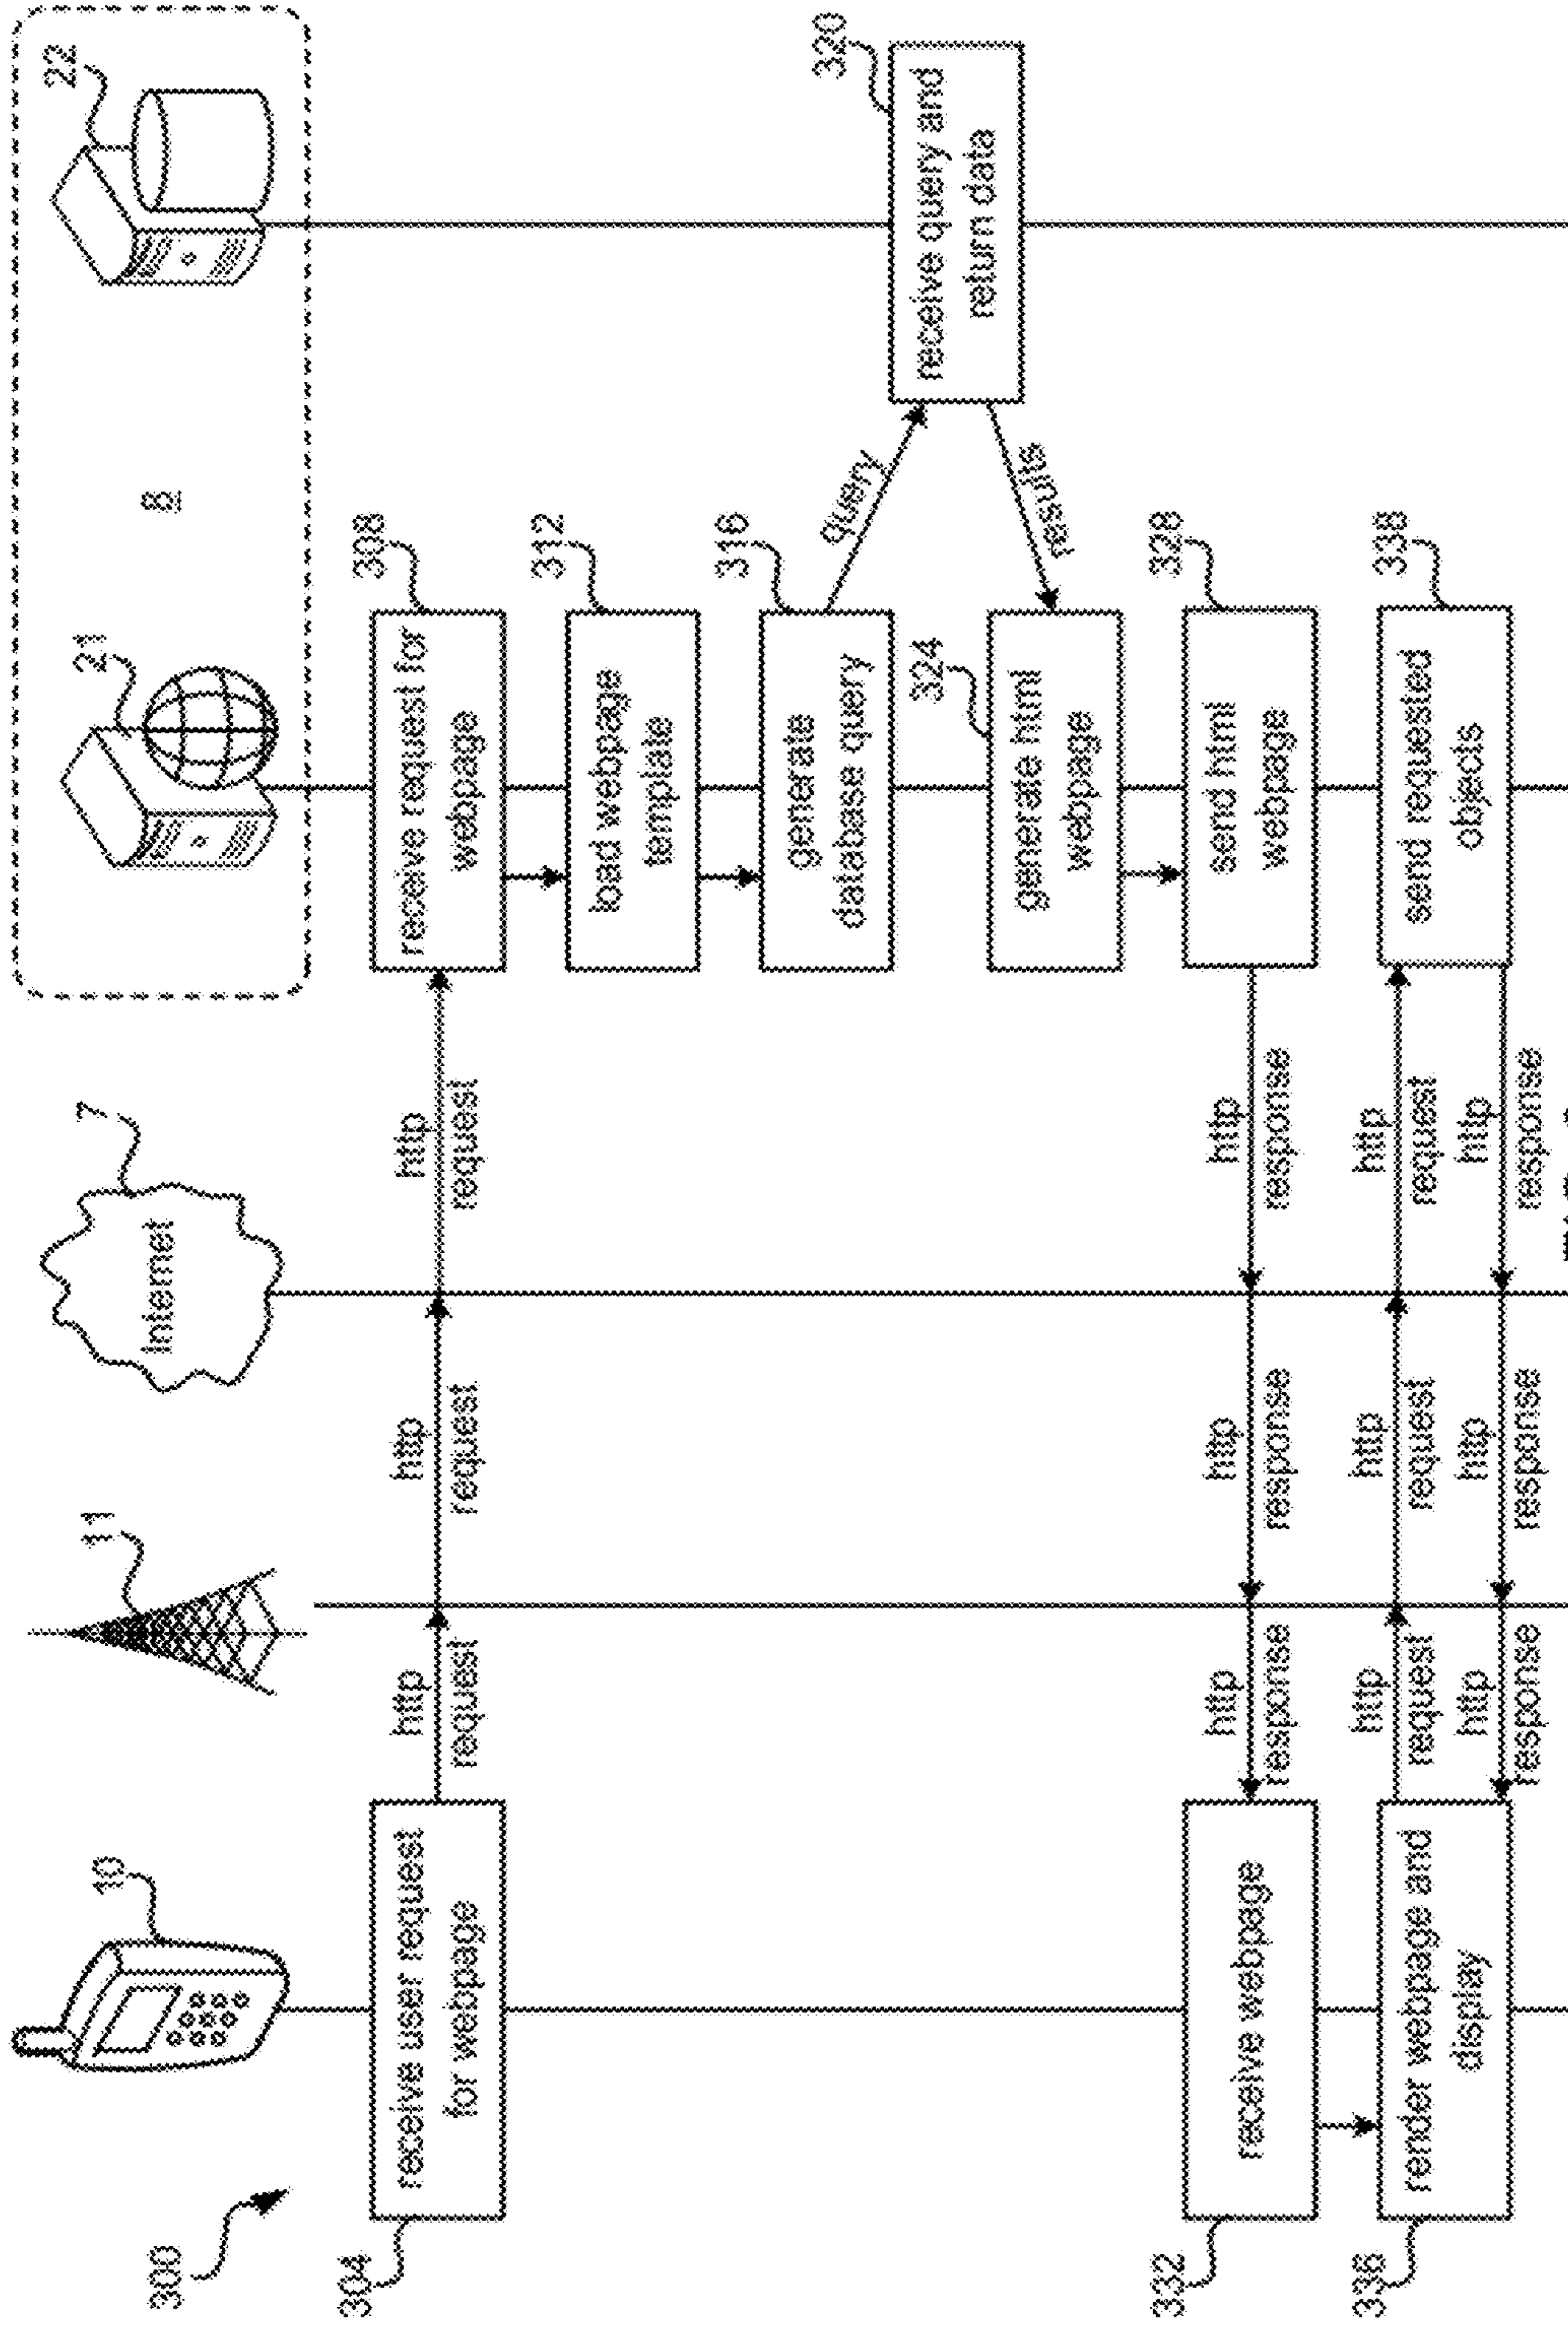 300
10
11
7
Internet
21
8
22
304
receive user request
for webpage
http
request
http
request
http
request
308
receive request for
webpage
312
load webpage
template
316
generate
database query
query
320
receive query and
return data
results
324
generate html
webpage
328
send html
webpage
http
response
http
response
http
response
332
receive webpage
336
render webpage and
display
http
request
http
request
http
request
338
send requested
objects
http
response
http
response
http
response